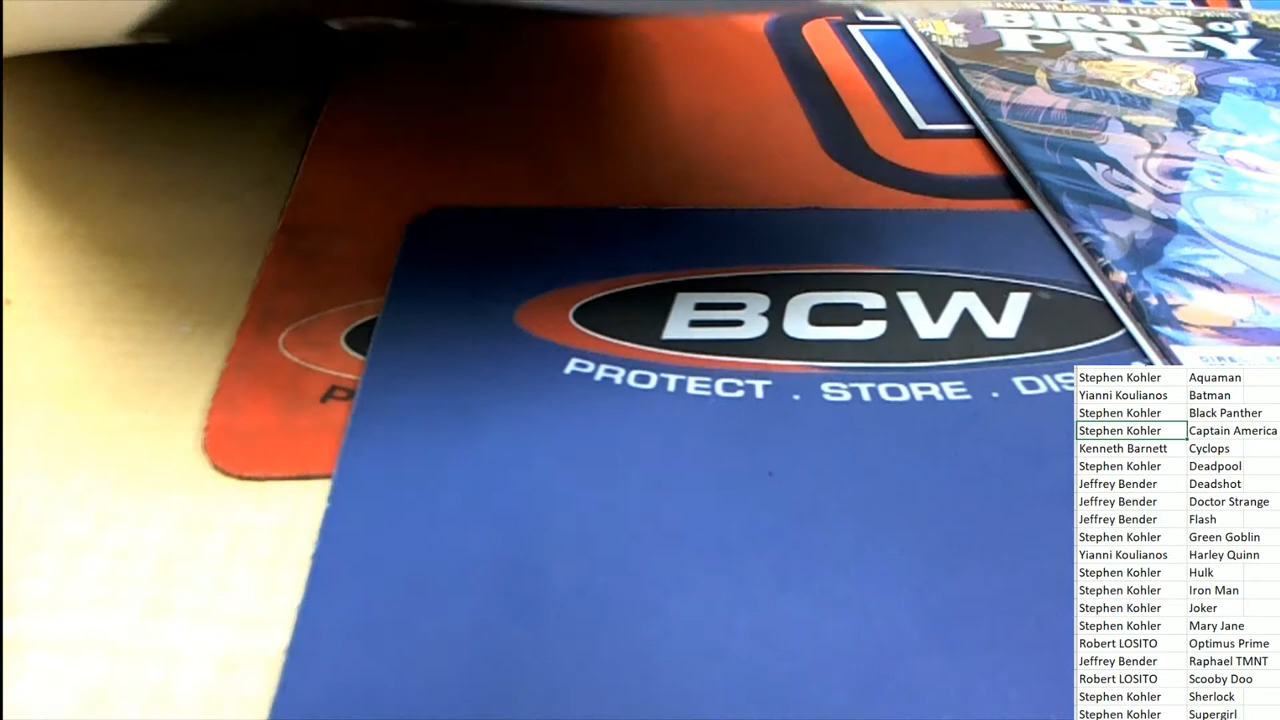 BIRDS of
PREY
BCW
PROTECT . STORE . DIS
P
Stephen Kohler Aquaman
Yianni Koulianos Batman
Stephen Kohler Black Panther
Stephen Kohler Captain America
Kenneth Barnett Cyclops
Stephen Kohler Deadpool
Jeffrey Bender Deadshot
Jeffrey Bender Doctor Strange
Jeffrey Bender Flash
Stephen Kohler Green Goblin
Yianni Koulianos Harley Quinn
Stephen Kohler Hulk
Stephen Kohler Iron Man
Stephen Kohler Joker
Stephen Kohler Mary Jane
Robert LOSITO Optimus Prime
Jeffrey Bender Raphael TMNT
Robert LOSITO Scooby Doo
Stephen Kohler Sherlock
Stephen Kohler Supergirl